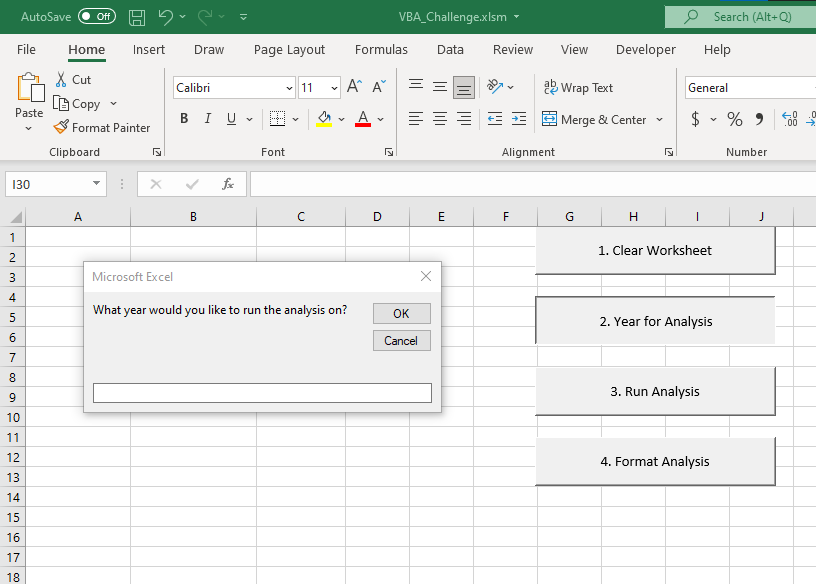 AutoSave Off VBA_Challenge.xlsm Search (Alt+Q)
File Home Insert Draw Page Layout Formulas Data Review View Developer Help
Paste
Cut
Copy
Format Painter
Clipboard
Calibri 11 A A
B I U A
Font
ab Wrap Text
Merge & Center
Alignment
General
$ % 9 .00
Number
I30 fx
A B C D E F G H I J
1
2
3
4
5
6
7
8
9
10
11
12
13
14
15
16
17
18
Microsoft Excel
What year would you like to run the analysis on?
OK
Cancel
1. Clear Worksheet
2. Year for Analysis
3. Run Analysis
4. Format Analysis